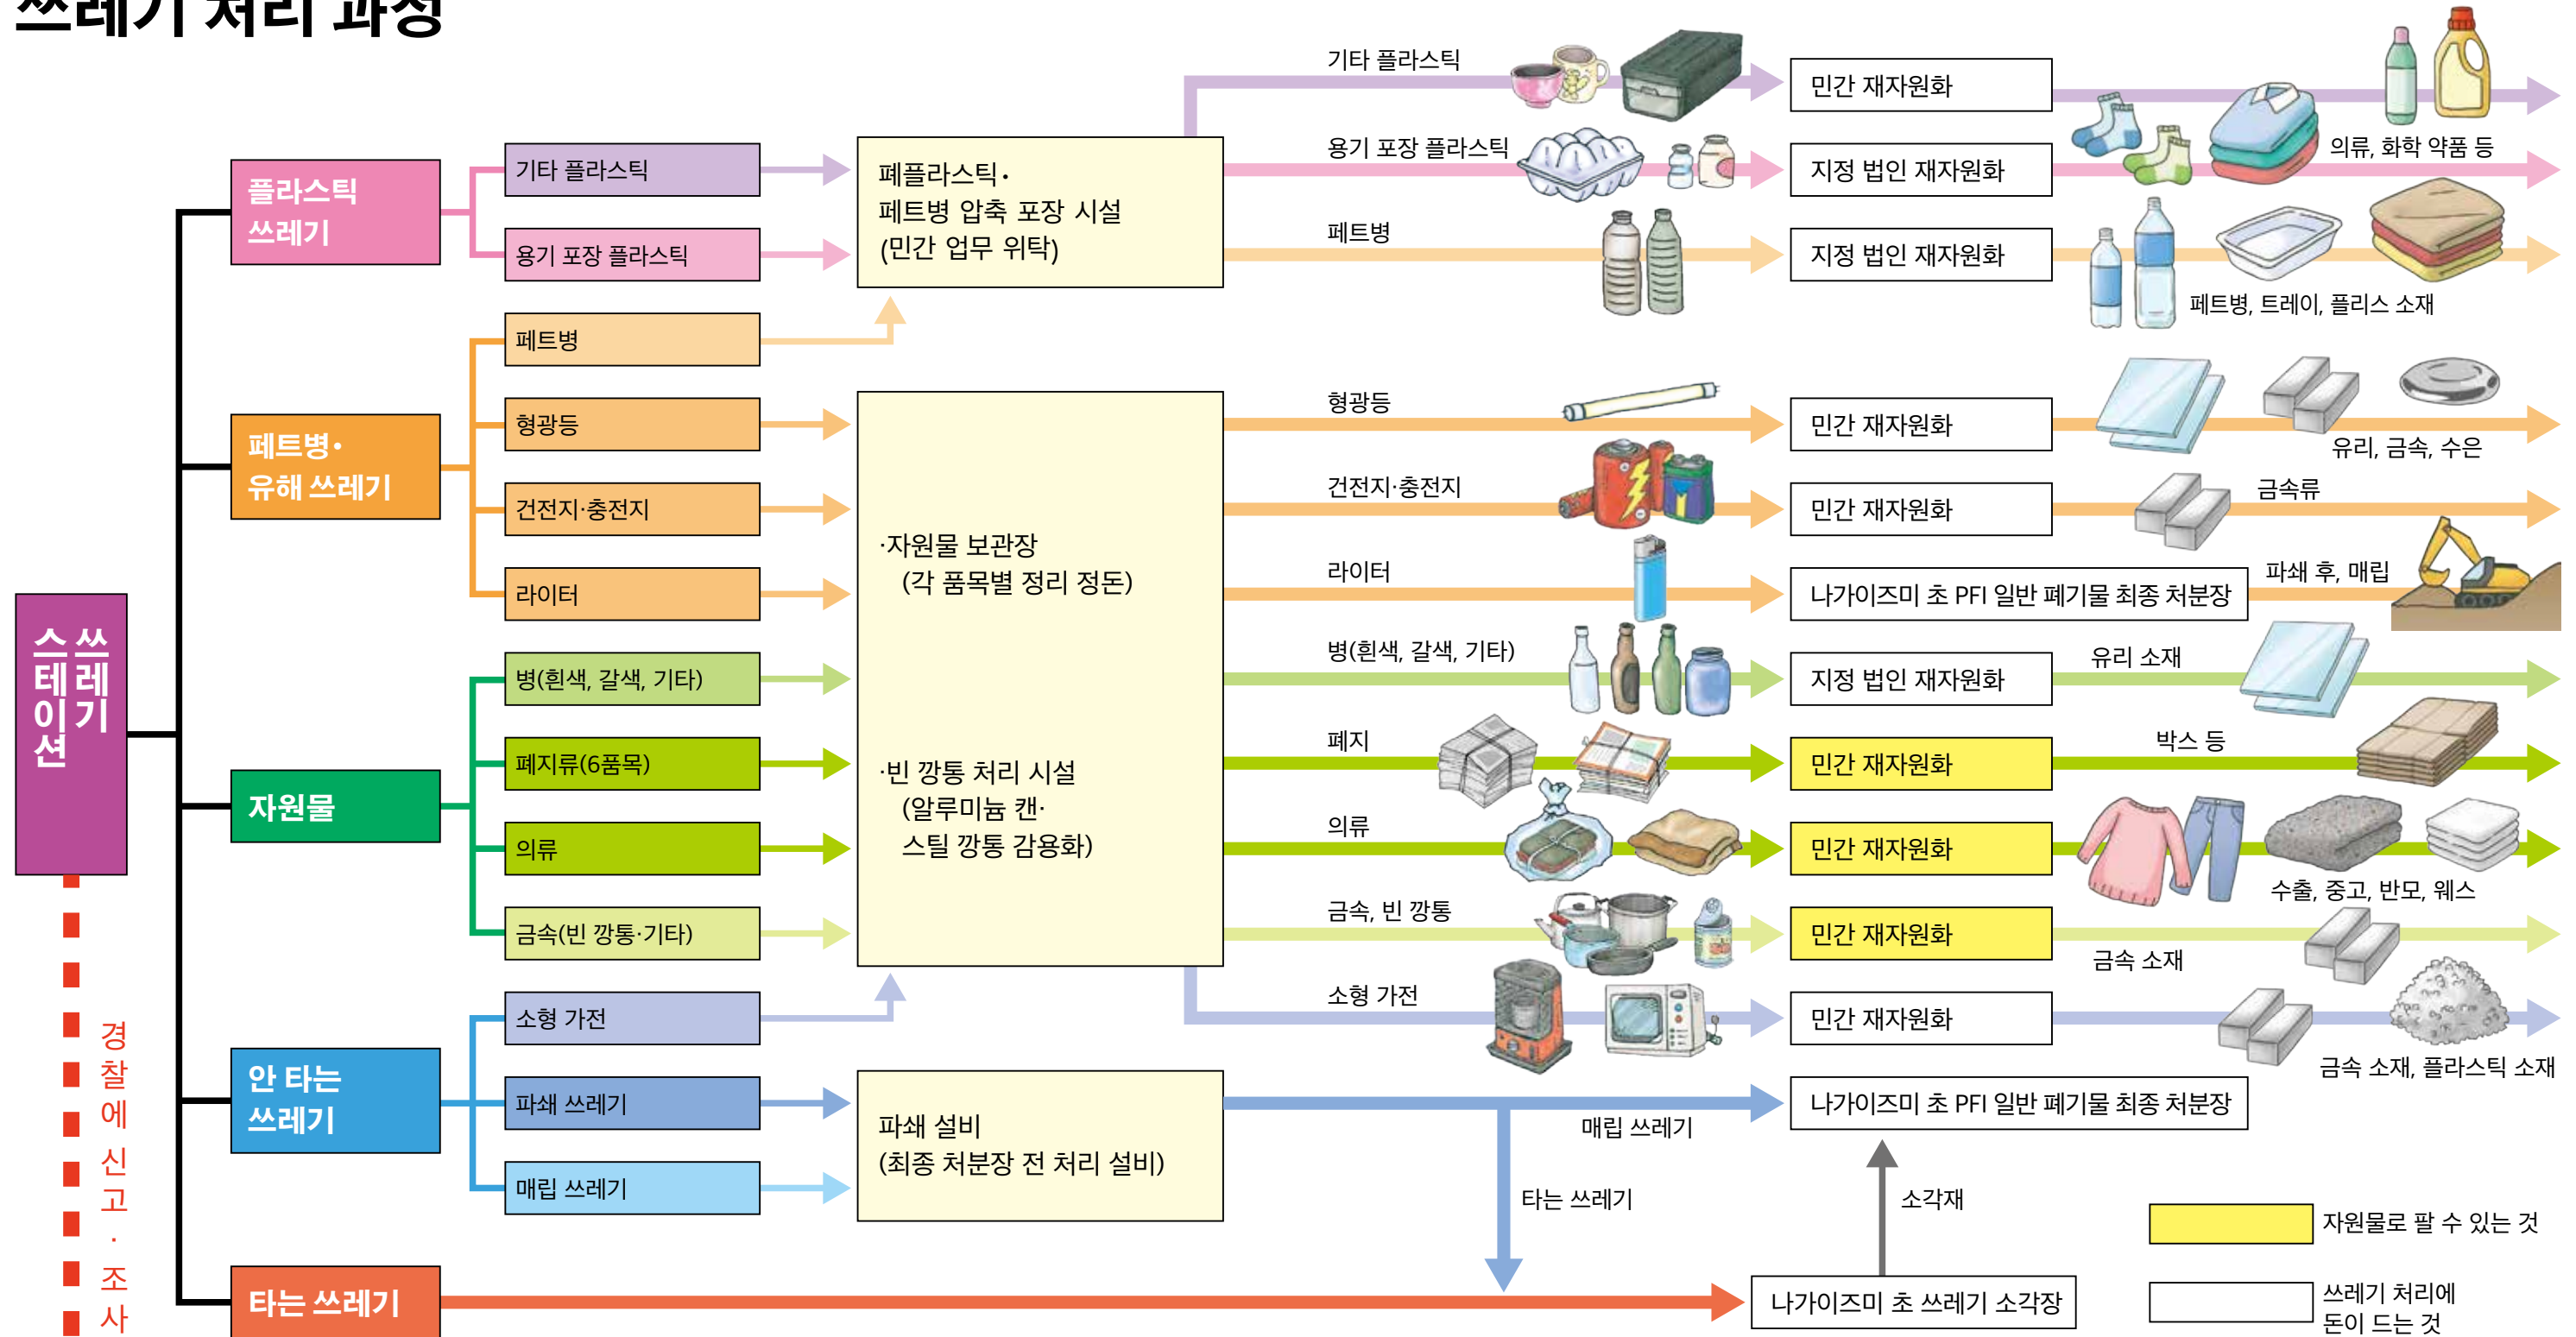 쓰레기 처리 과정
쓰레기
스테이션
경찰에 신고·조사
플라스틱
쓰레기
페트병·
유해 쓰레기
자원물
안 타는
쓰레기
타는 쓰레기
기타 플라스틱
용기 포장 플라스틱
페트병
형광등
건전지·충전지
라이터
병(흰색, 갈색, 기타)
폐지류(6품목)
의류
금속(빈 깡통·기타)
소형 가전
파쇄 쓰레기
매립 쓰레기
폐플라스틱·
페트병 압축 포장 시설
(민간 업무 위탁)
·자원물 보관장
(각 품목별 정리 정돈)
·빈 깡통 처리 시설
(알루미늄 캔·
스틸 깡통 감용화)
파쇄 설비
(최종 처분장 전 처리 설비)
기타 플라스틱
민간 재자원화
용기 포장 플라스틱
지정 법인 재자원화
의류, 화학 약품 등
페트병
지정 법인 재자원화
페트병, 트레이, 플리스 소재
형광등
민간 재자원화
유리, 금속, 수은
건전지·충전지
민간 재자원화
금속류
라이터
나가이즈미 초 PFI 일반 폐기물 최종 처분장
파쇄 후, 매립
병(흰색, 갈색, 기타)
지정 법인 재자원화
유리 소재
폐지
민간 재자원화
박스 등
의류
민간 재자원화
수출, 중고, 반모, 웨스
금속, 빈 깡통
민간 재자원화
금속 소재
소형 가전
민간 재자원화
금속 소재, 플라스틱 소재
매립 쓰레기
나가이즈미 초 PFI 일반 폐기물 최종 처분장
타는 쓰레기
소각재
나가이즈미 초 쓰레기 소각장
자원물로 팔 수 있는 것
쓰레기 처리에
돈이 드는 것